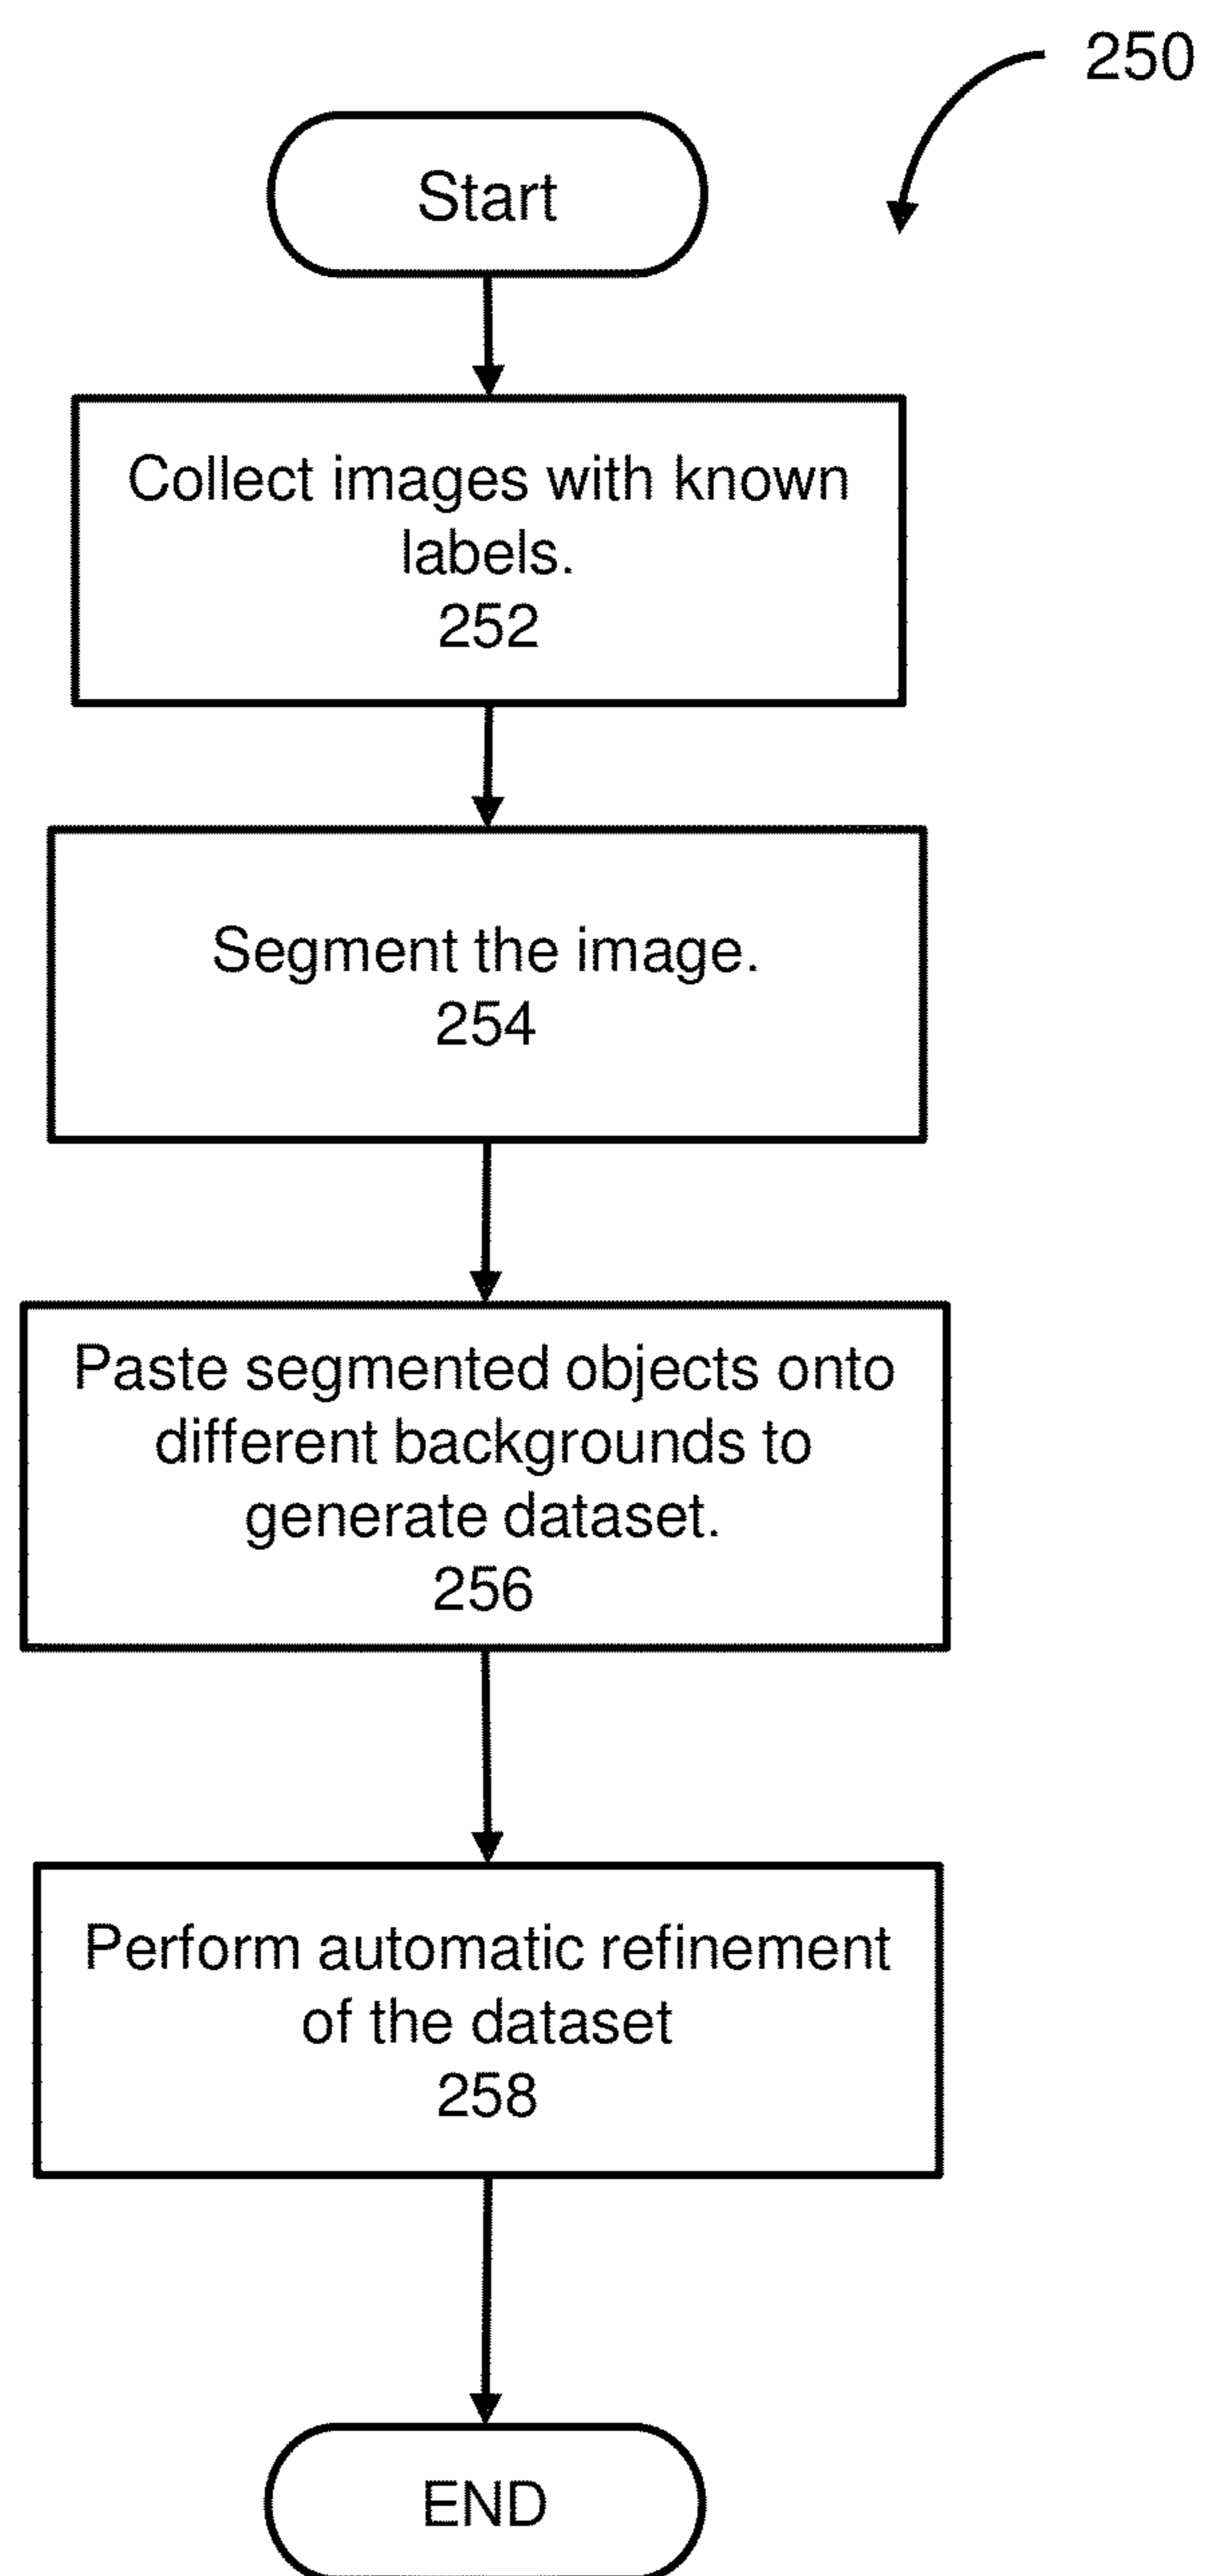 250
Start
Collect images with known
labels.
252
Segment the image.
254
Paste segmented objects onto
different backgrounds to
generate dataset.
256
Perform automatic refinement
of the dataset
258
END